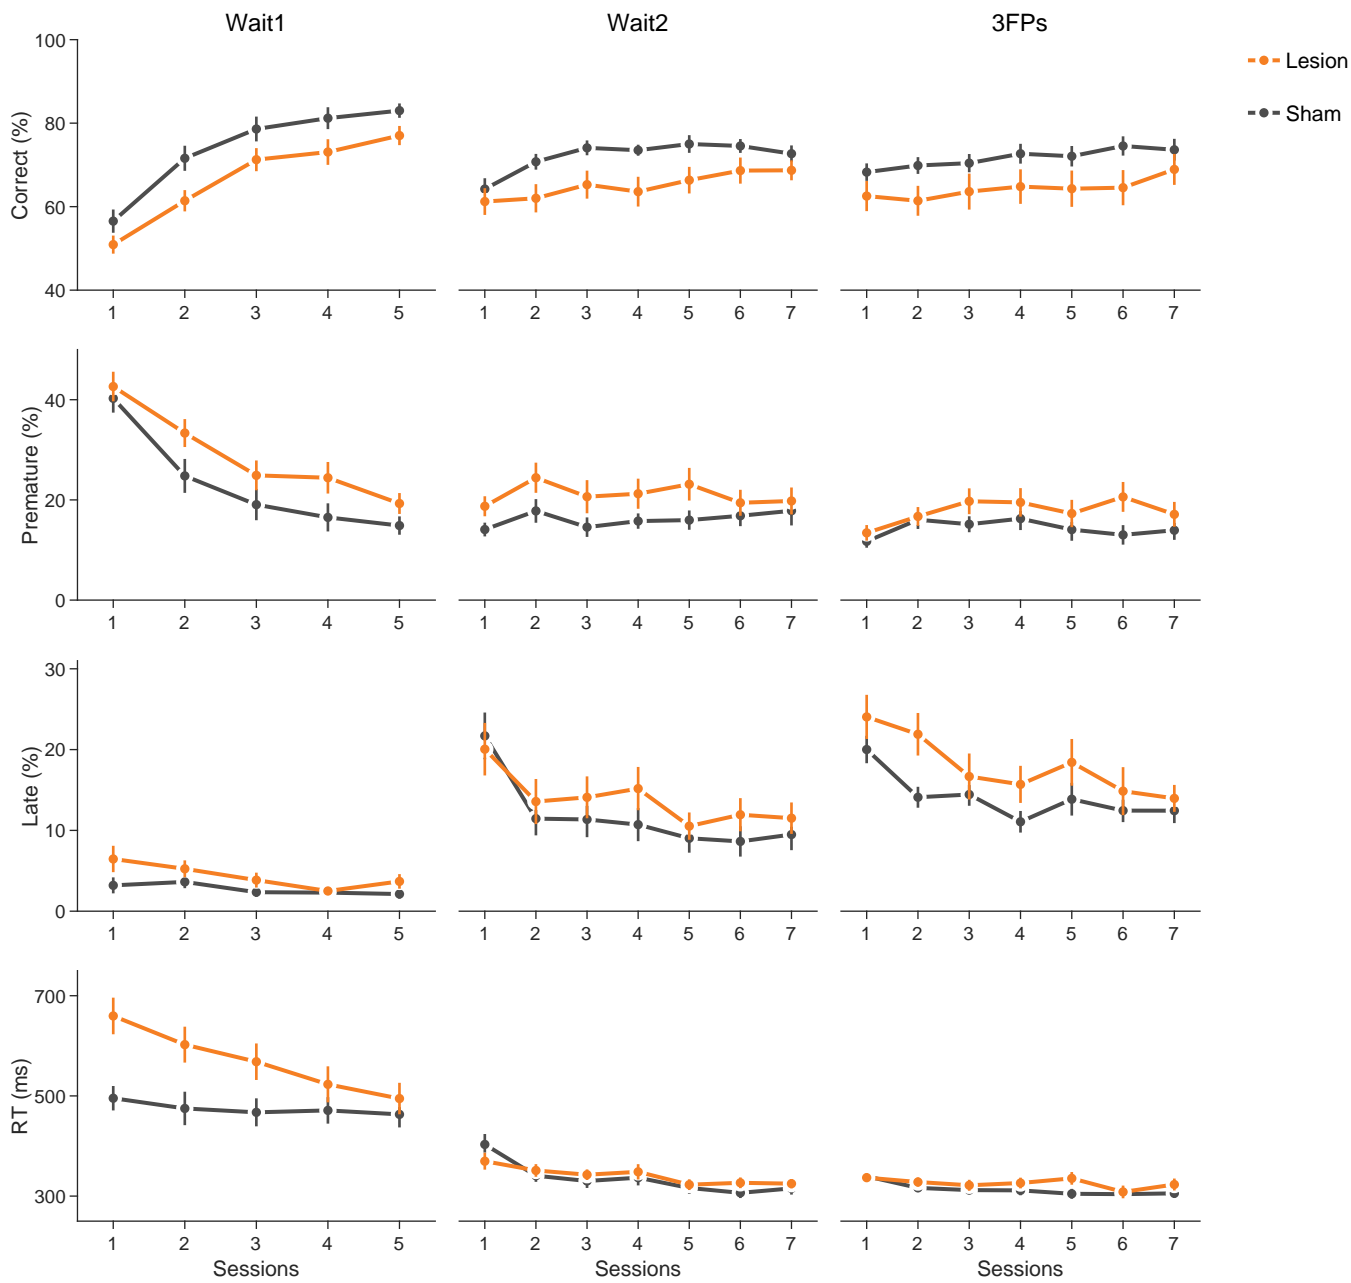 Wait1 Wait2 3FPs
Lesion
Sham
Correct (%)
100
80
60
40
1 2 3 4 5
1 2 3 4 5 6 7
1 2 3 4 5 6 7
Premature (%)
40
20
0
1 2 3 4 5
1 2 3 4 5 6 7
1 2 3 4 5 6 7
Late (%)
30
20
10
0
1 2 3 4 5
1 2 3 4 5 6 7
1 2 3 4 5 6 7
RT (ms)
700
500
300
1 2 3 4 5
1 2 3 4 5 6 7
1 2 3 4 5 6 7
Sessions Sessions Sessions